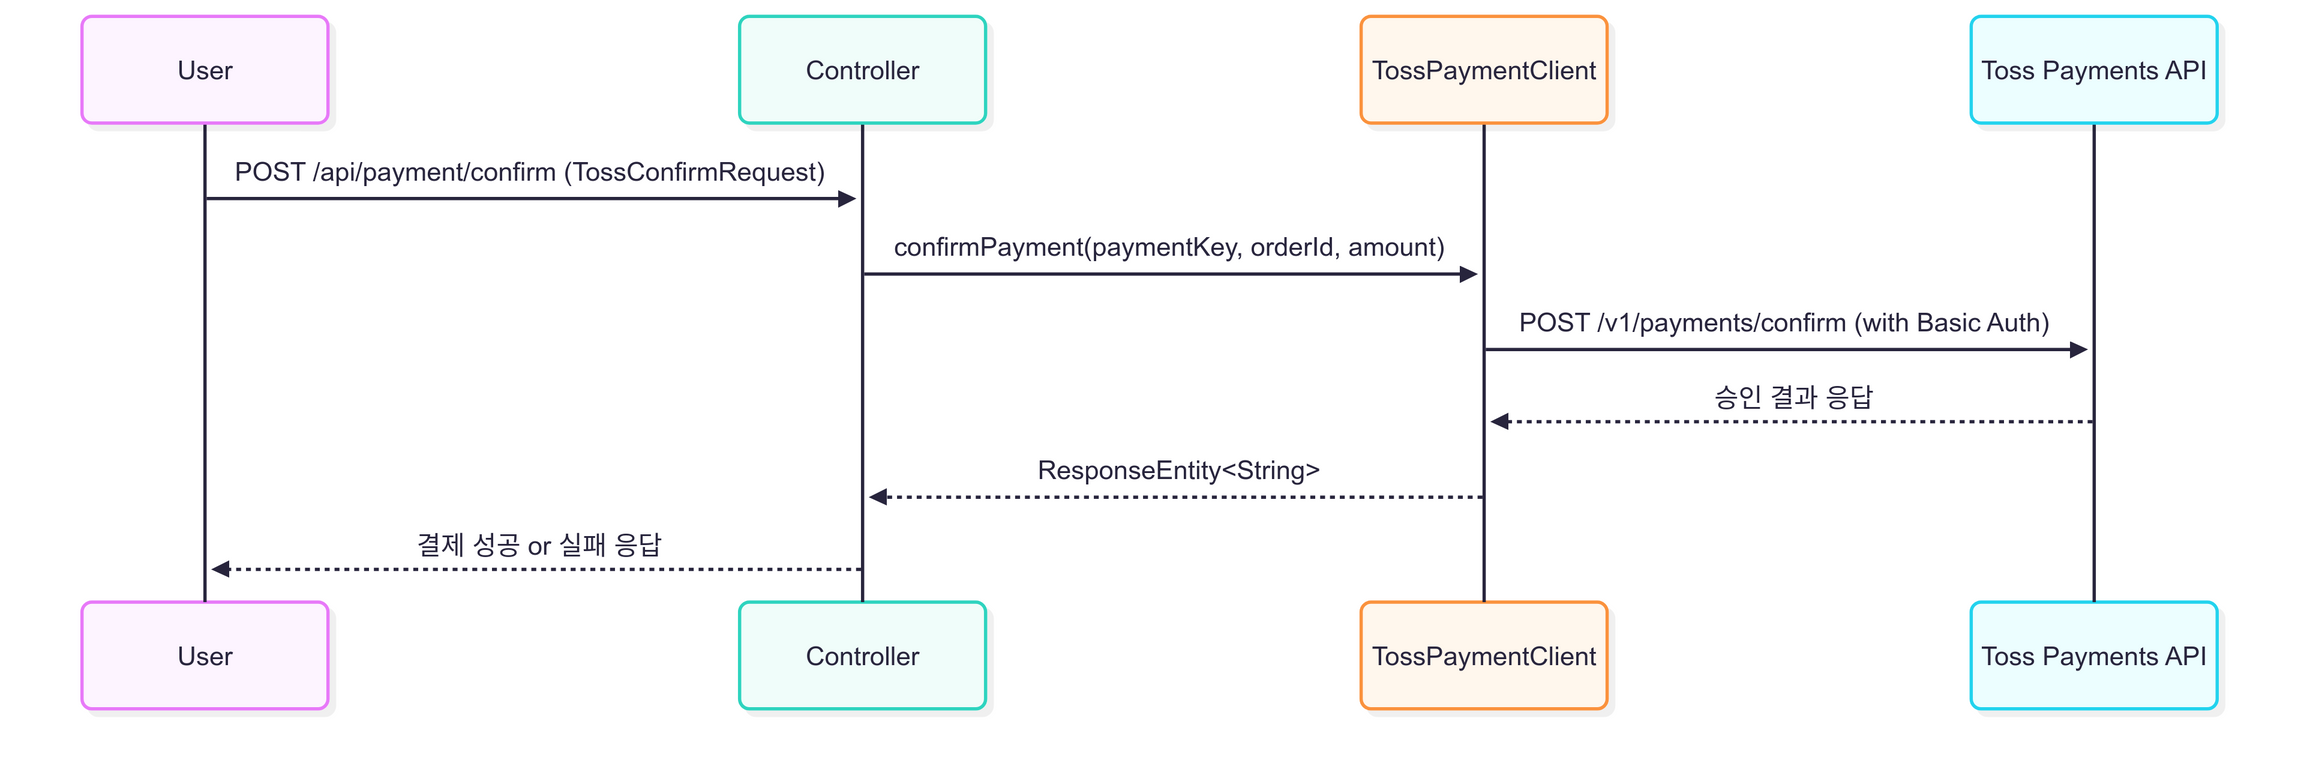 User
Controller
TossPaymentClient
Toss Payments API
POST /api/payment/confirm (TossConfirmRequest)
confirmPayment(paymentKey, orderId, amount)
POST /v1/payments/confirm (with Basic Auth)
승인 결과 응답
ResponseEntity<String>
결제 성공 or 실패 응답
User
Controller
TossPaymentClient
Toss Payments API